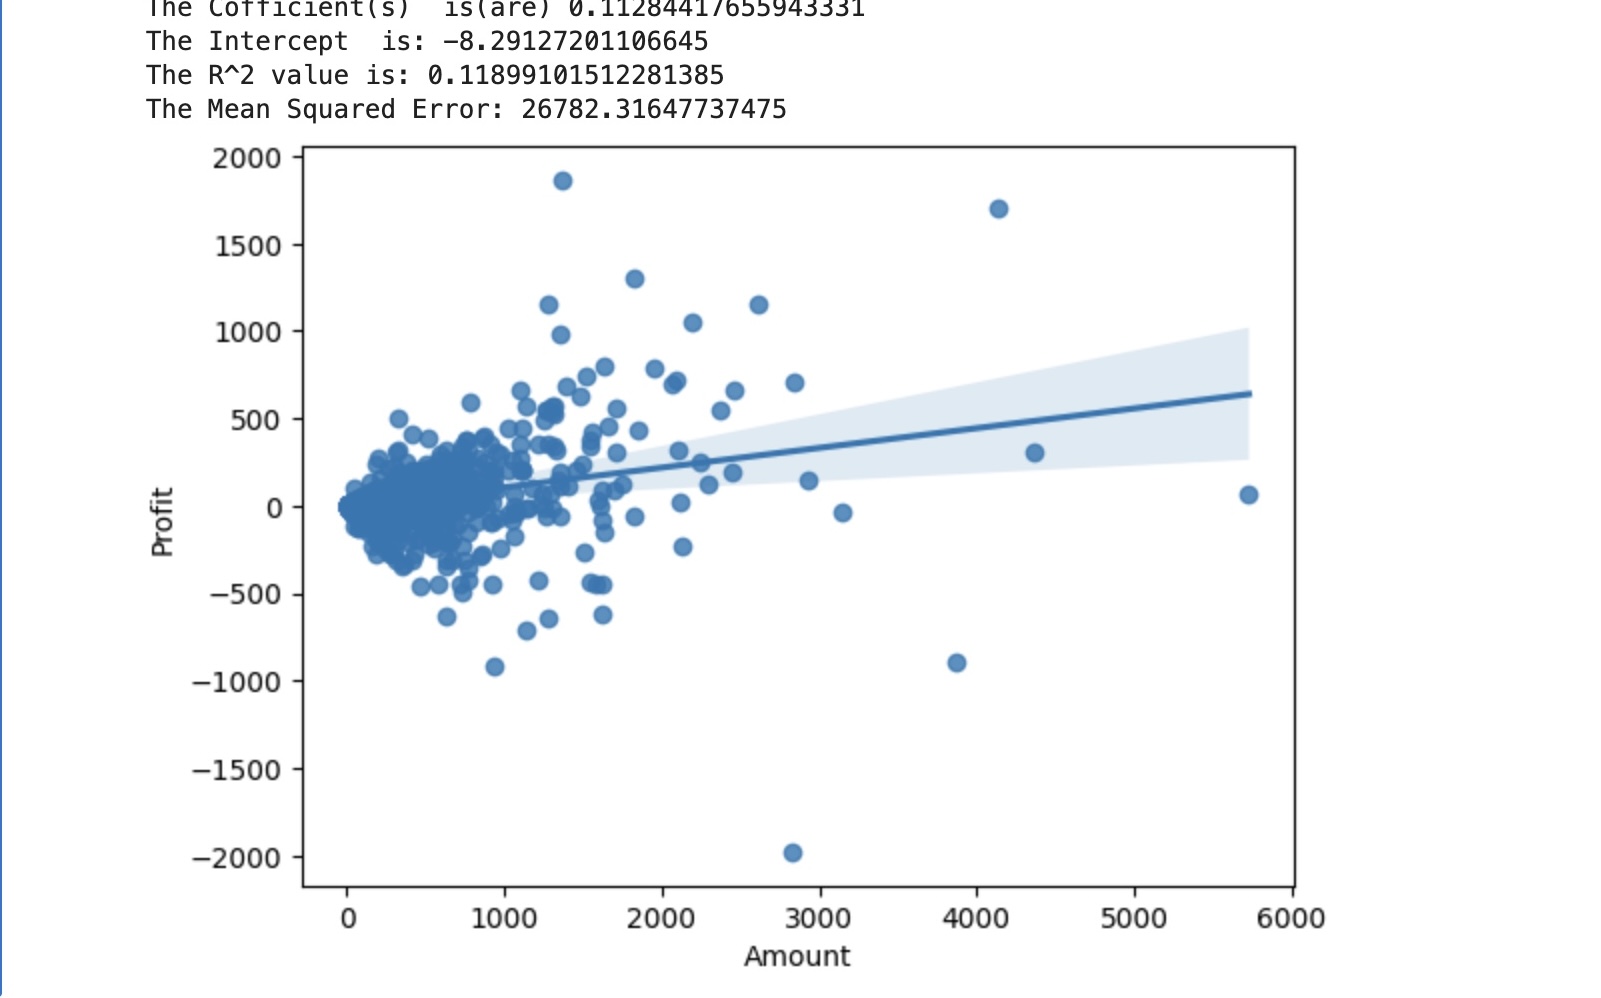 The Cofficient(s)  is(are) 0.11284417655943331
The Intercept  is: -8.29127201106645
The R^2 value is: 0.11899101512281385
The Mean Squared Error: 26782.31647737475
2000
1500
1000
500
0
−500
−1000
−1500
−2000
Profit
0 1000 2000 3000 4000 5000 6000
Amount